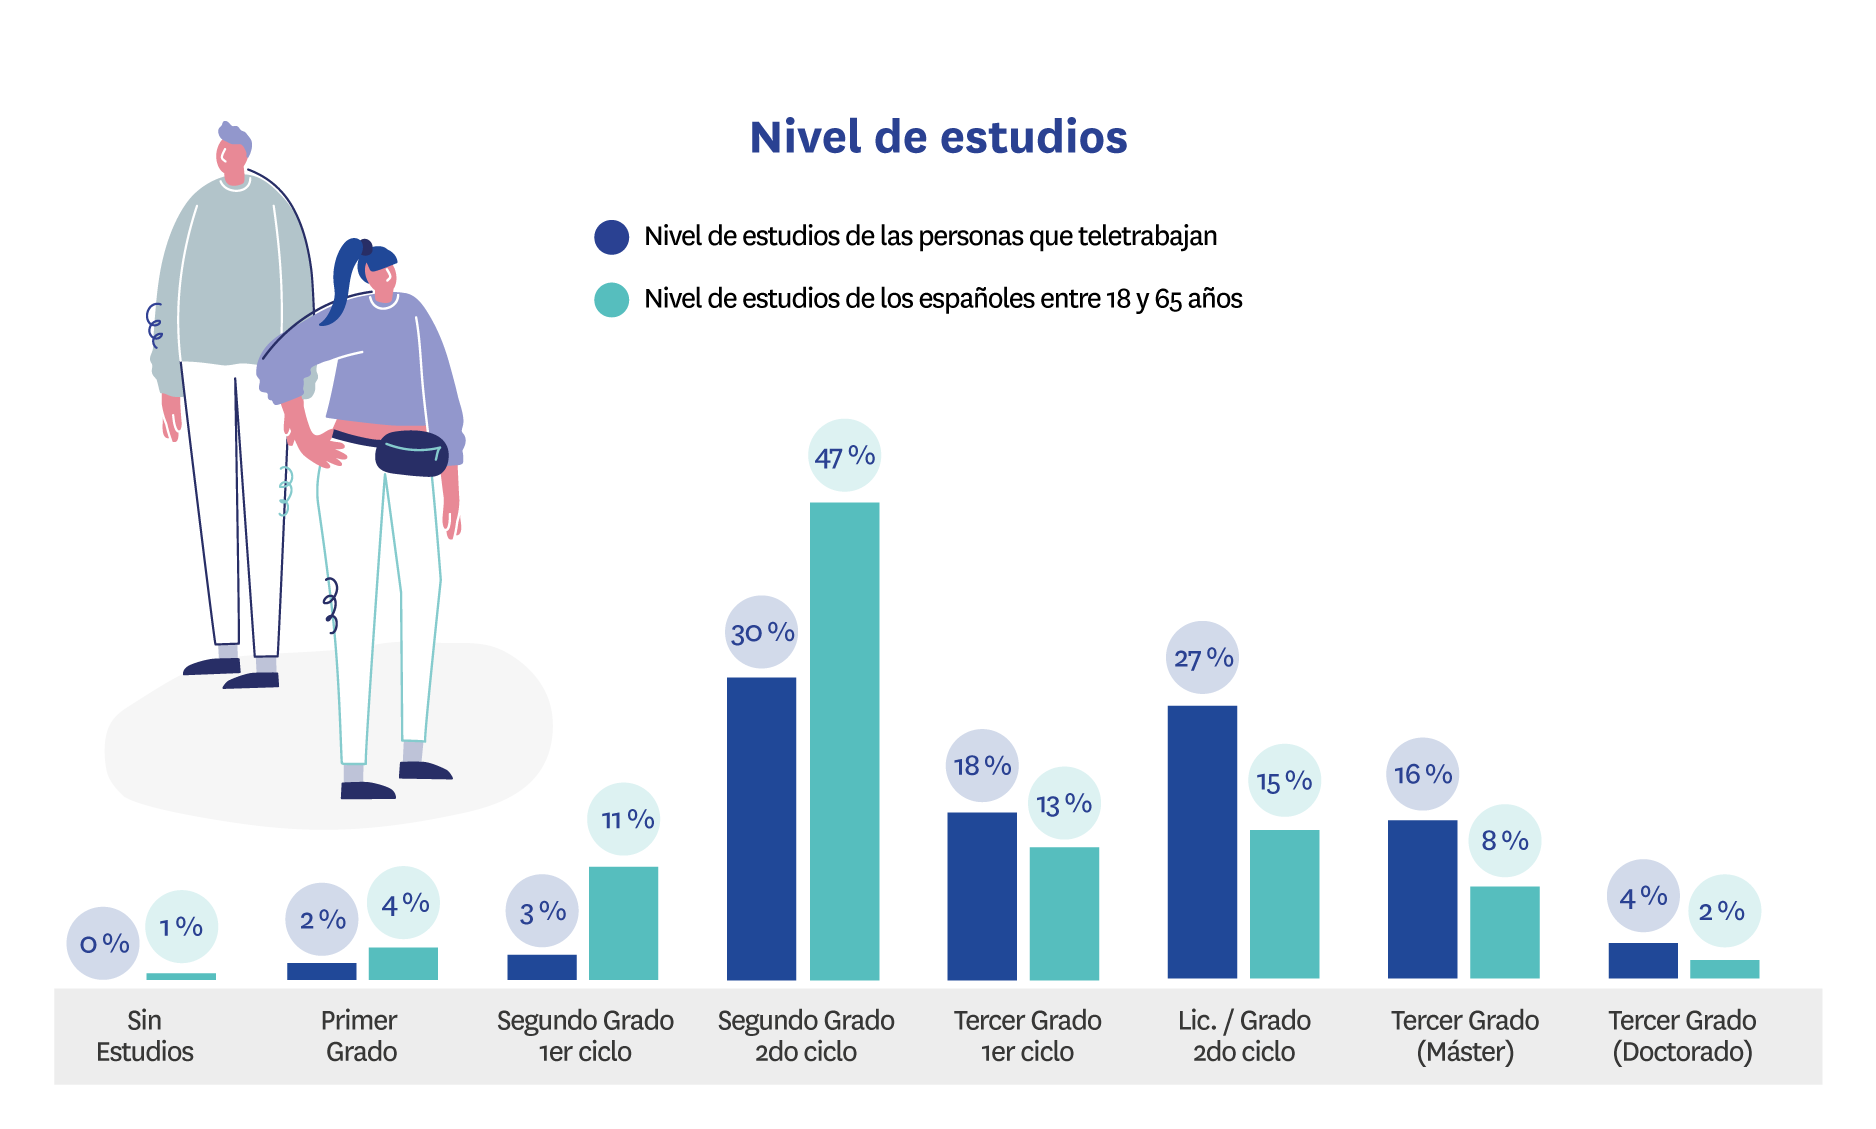 Nivel de estudios
Nivel de estudios de las personas que teletrabajan
Nivel de estudios de los españoles entre 18 y 65 años
0 %
1 %
2 %
4 %
3 %
11 %
30 %
47 %
18 %
13 %
27 %
15 %
16 %
8 %
4 %
2 %
Sin
Estudios
Primer
Grado
Segundo Grado
1er ciclo
Segundo Grado
2do ciclo
Tercer Grado
1er ciclo
Lic. / Grado
2do ciclo
Tercer Grado
(Máster)
Tercer Grado
(Doctorado)